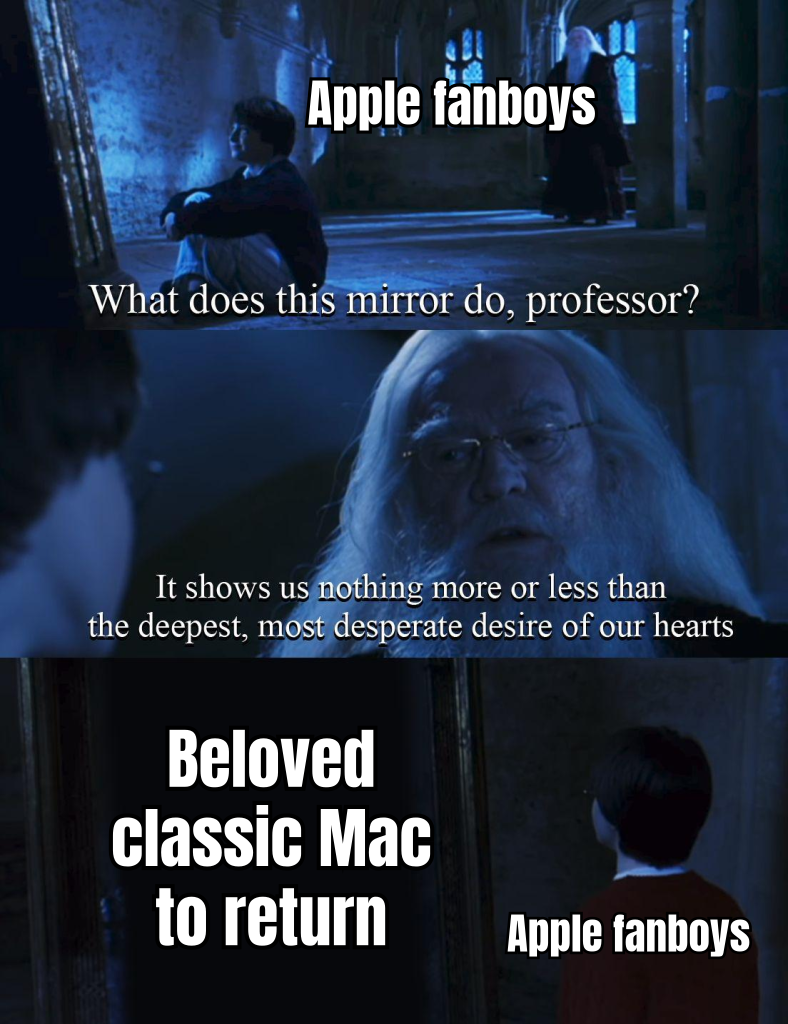 Apple fanboys
What does this mirror do, professor?
It shows us nothing more or less than
the deepest, most desperate desire of our hearts
Beloved
classic Mac
to return
Apple fanboys